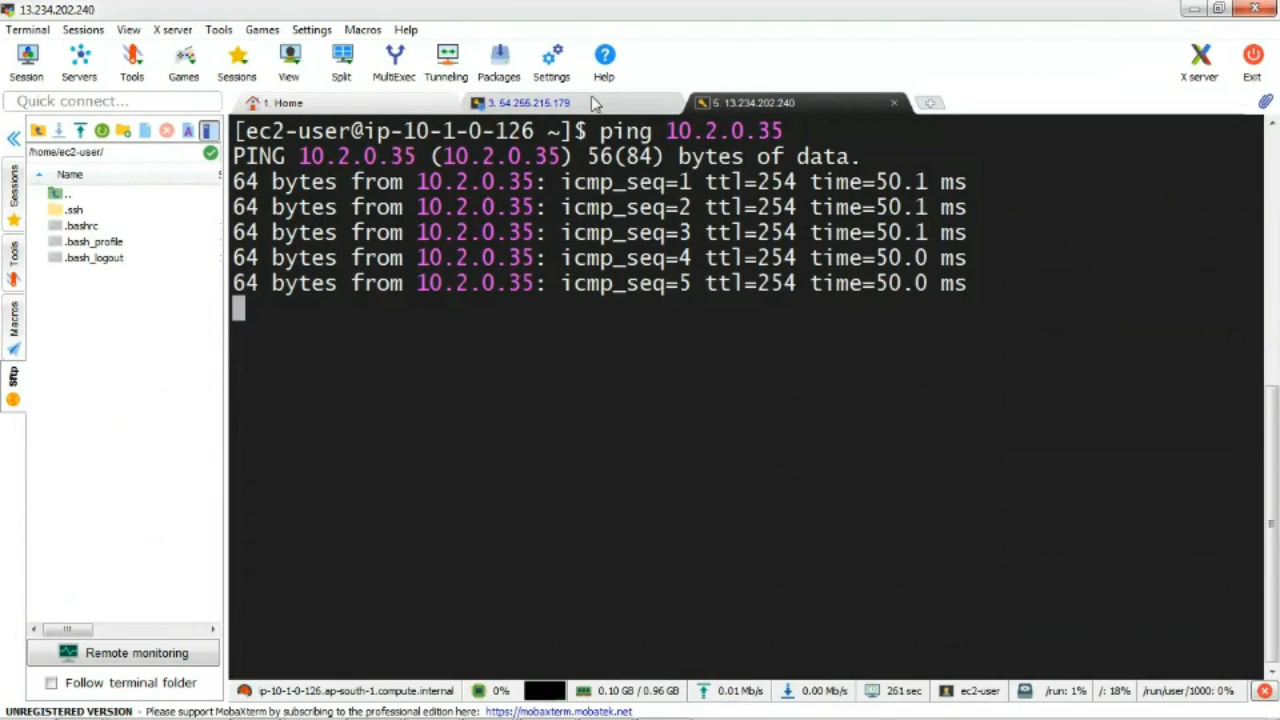 13.234.202.240
Terminal Sessions View X server Tools Games Settings Macros Help
Session Servers Tools Games Sessions View Split MultiExec Tunneling Packages Settings Help X server Exit
Quick connect...
1. Home
3. 54.255.215.179
5. 13.234.202.240
/home/ec2-user/
Name
..
.ssh
.bashrc
.bash_profile
.bash_logout
Sessions
Tools
Macros
Sftp
[ec2-user@ip-10-1-0-126 ~]$ ping 10.2.0.35
PING 10.2.0.35 (10.2.0.35) 56(84) bytes of data.
64 bytes from 10.2.0.35: icmp_seq=1 ttl=254 time=50.1 ms
64 bytes from 10.2.0.35: icmp_seq=2 ttl=254 time=50.1 ms
64 bytes from 10.2.0.35: icmp_seq=3 ttl=254 time=50.1 ms
64 bytes from 10.2.0.35: icmp_seq=4 ttl=254 time=50.0 ms
64 bytes from 10.2.0.35: icmp_seq=5 ttl=254 time=50.0 ms
Remote monitoring
Follow terminal folder
ip-10-1-0-126.ap-south-1.compute.internal 0% 0.10 GB / 0.96 GB 0.01 Mb/s 0.00 Mb/s 261 sec ec2-user /run: 1% /: 18% /run/user/1000: 0%
UNREGISTERED VERSION - Please support MobaXterm by subscribing to the professional edition here: https://mobaxterm.mobatek.net